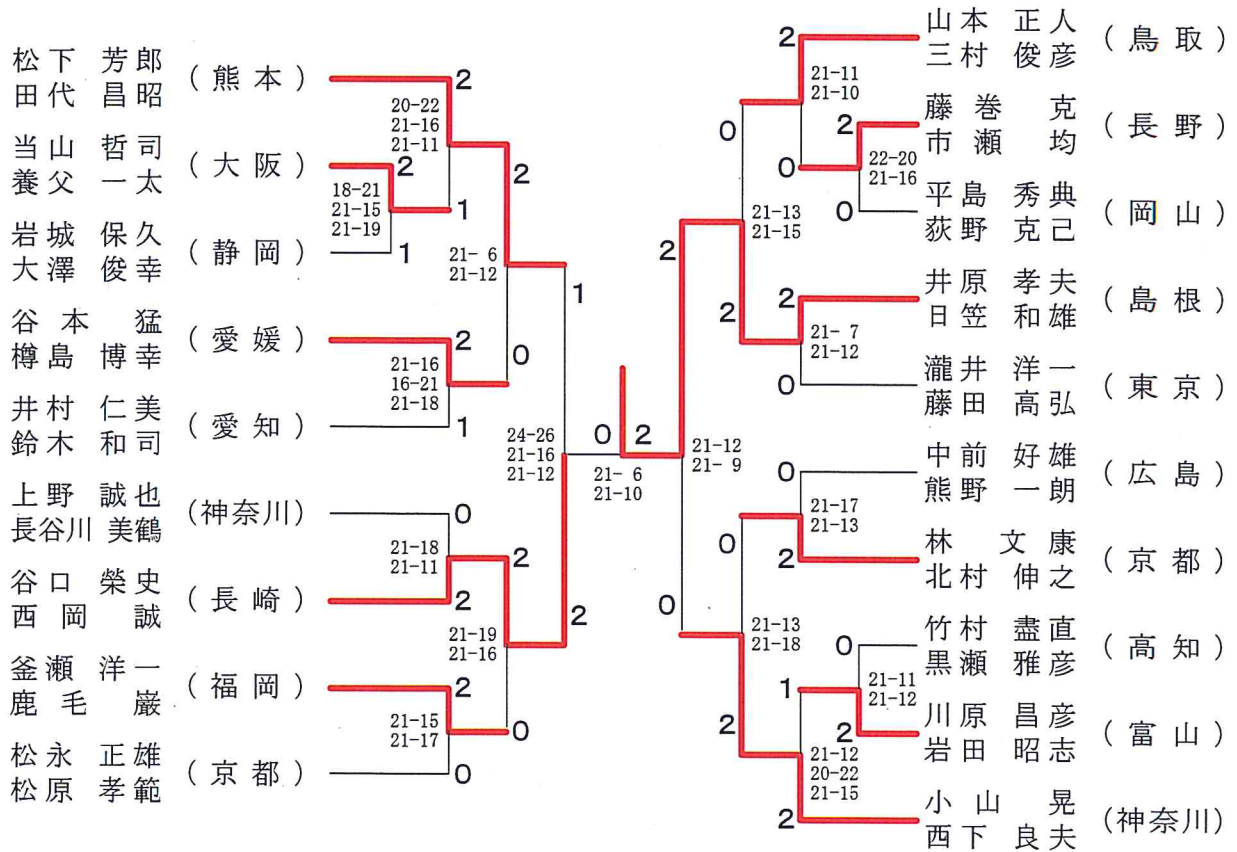 松下 芳郎
田代 昌昭
(熊本)
2
20-22
21-16
21-11
当山 哲司
養父 一太
(大阪)
2
18-21
21-15
21-19
1
岩城 保久
大澤 俊幸
(静岡)
1
2
21- 6
21-12
谷本 猛
樽島 博幸
(愛媛)
2
21-16
16-21
21-18
0
井村 仁美
鈴木 和司
(愛知)
1
1
24-26
21-16
21-12
上野 誠也
長谷川 美鶴
(神奈川)
0
21-18
21-11
谷口 榮史
西岡 誠
(長崎)
2
2
21-19
21-16
2
釜瀬 洋一
鹿毛 巌
(福岡)
2
21-15
21-17
0
松永 正雄
松原 孝範
(京都)
0
0
2
21- 6
21-10
山本 正人
三村 俊彦
(鳥取)
2
21-11
21-10
藤巻 克
市瀬 均
(長野)
2
0
22-20
21-16
平島 秀典
荻野 克己
(岡山)
0
0
21-13
21-15
2
2
井原 孝夫
日笠 和雄
(島根)
2
21- 7
21-12
瀧井 洋一
藤田 高弘
(東京)
0
21-12
21- 9
中前 好雄
熊野 一朗
(広島)
0
21-17
21-13
林 文康
北村 伸之
(京都)
2
0
0
21-13
21-18
竹村 盡直
黒瀬 雅彦
(高知)
0
21-11
21-12
川原 昌彦
岩田 昭志
(富山)
2
1
2
21-12
20-22
21-15
小山 晃
西下 良夫
(神奈川)
2